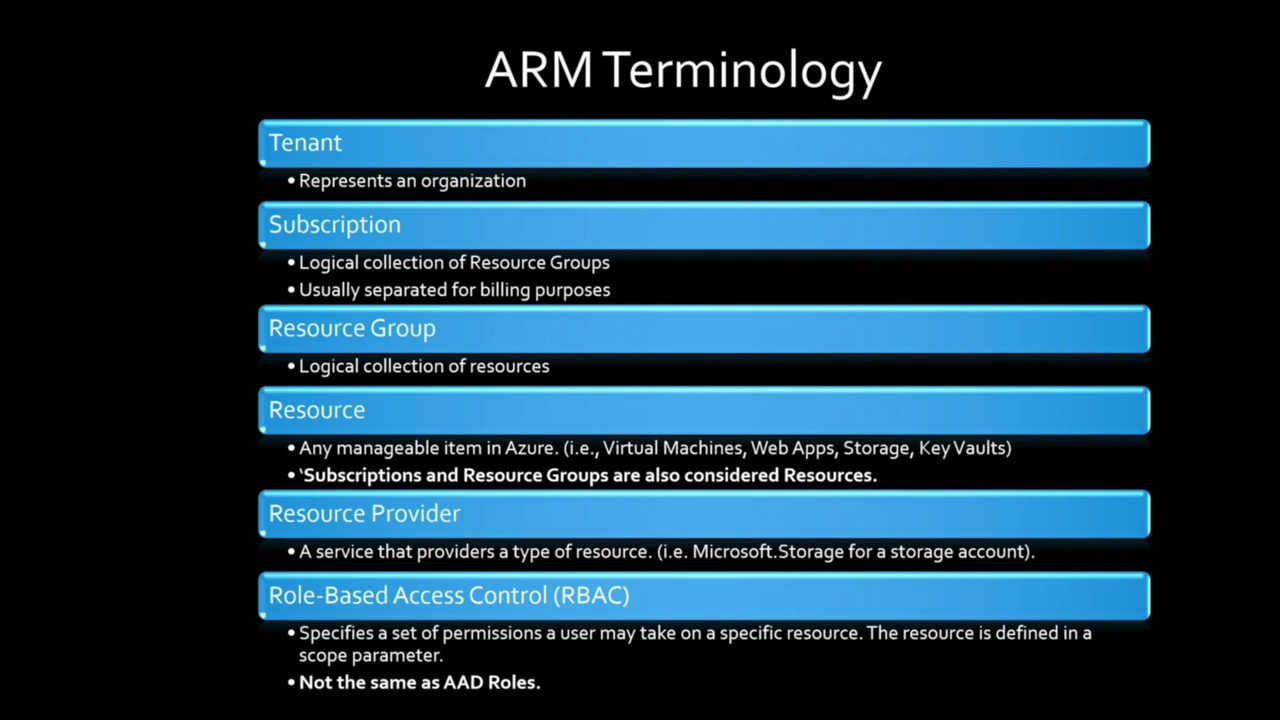 ARM Terminology
Tenant
• Represents an organization
Subscription
• Logical collection of Resource Groups
• Usually separated for billing purposes
Resource Group
• Logical collection of resources
Resource
• Any manageable item in Azure. (i.e., Virtual Machines, Web Apps, Storage, Key Vaults)
• ‘Subscriptions and Resource Groups are also considered Resources.
Resource Provider
• A service that providers a type of resource. (i.e. Microsoft.Storage for a storage account).
Role-Based Access Control (RBAC)
• Specifies a set of permissions a user may take on a specific resource. The resource is defined in a
scope parameter.
• Not the same as AAD Roles.